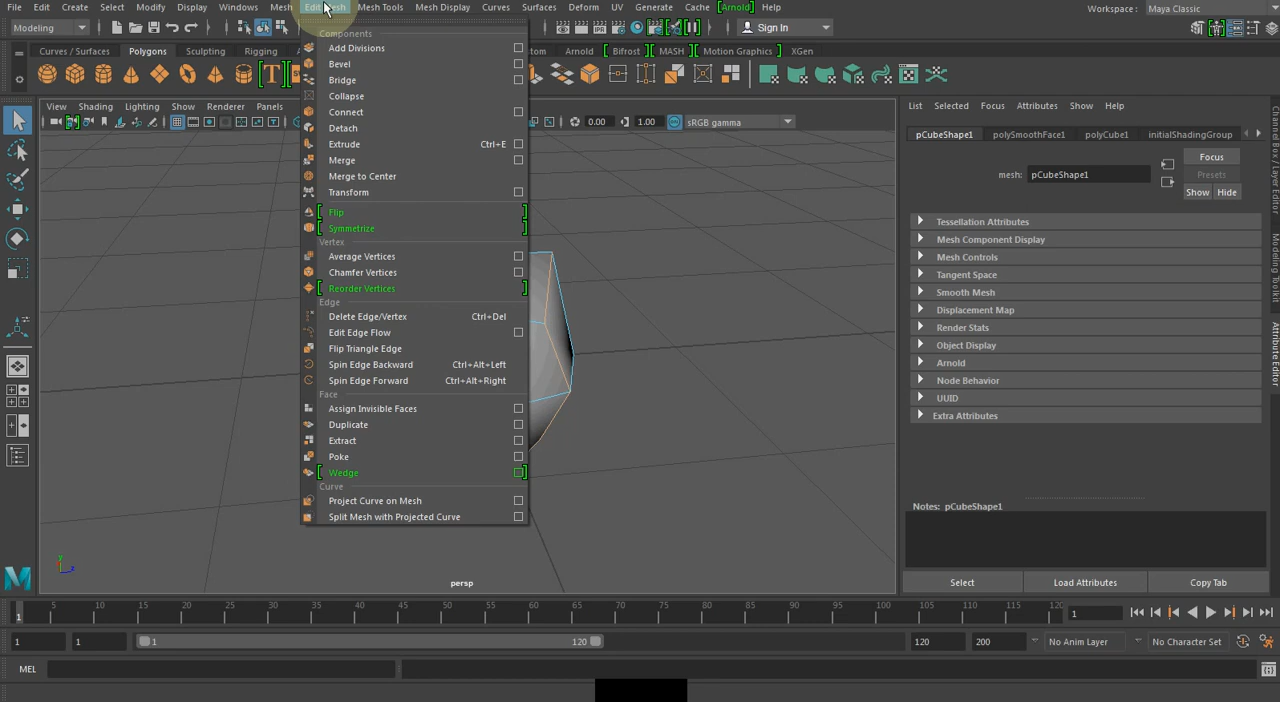 File Edit Create Select Modify Display Windows Mesh Edit Mesh Mesh Tools Mesh Display Curves Surfaces Deform UV Generate Cache [Arnold] Help Workspace: Maya Classic
Modeling Sign In
Curves / Surfaces Polygons Sculpting Rigging Arnold Bifrost MASH Motion Graphics XGen
View Shading Lighting Show Renderer Panels 0.00 1.00 sRGB gamma
Components
Add Divisions
Bevel
Bridge
Collapse
Connect
Detach
Extrude Ctrl+E
Merge
Merge to Center
Transform
Flip
Symmetrize
Vertex
Average Vertices
Chamfer Vertices
Reorder Vertices
Edge
Delete Edge/Vertex Ctrl+Del
Edit Edge Flow
Flip Triangle Edge
Spin Edge Backward Ctrl+Alt+Left
Spin Edge Forward Ctrl+Alt+Right
Face
Assign Invisible Faces
Duplicate
Extract
Poke
Wedge
Curve
Project Curve on Mesh
Split Mesh with Projected Curve
persp
y
z
List Selected Focus Attributes Show Help
pCubeShape1 polySmoothFace1 polyCube1 initialShadingGroup
mesh: pCubeShape1 Focus
Presets
Show Hide
Tessellation Attributes
Mesh Component Display
Mesh Controls
Tangent Space
Smooth Mesh
Displacement Map
Render Stats
Object Display
Arnold
Node Behavior
UUID
Extra Attributes
Notes: pCubeShape1
Select Load Attributes Copy Tab
Channel Box / Layer Editor
Modeling Toolkit
Attribute Editor
1 5 10 15 20 25 30 35 40 45 50 55 60 65 70 75 80 85 90 95 100 105 110 115 120 1
1 1 1 120 120 200 No Anim Layer No Character Set
MEL